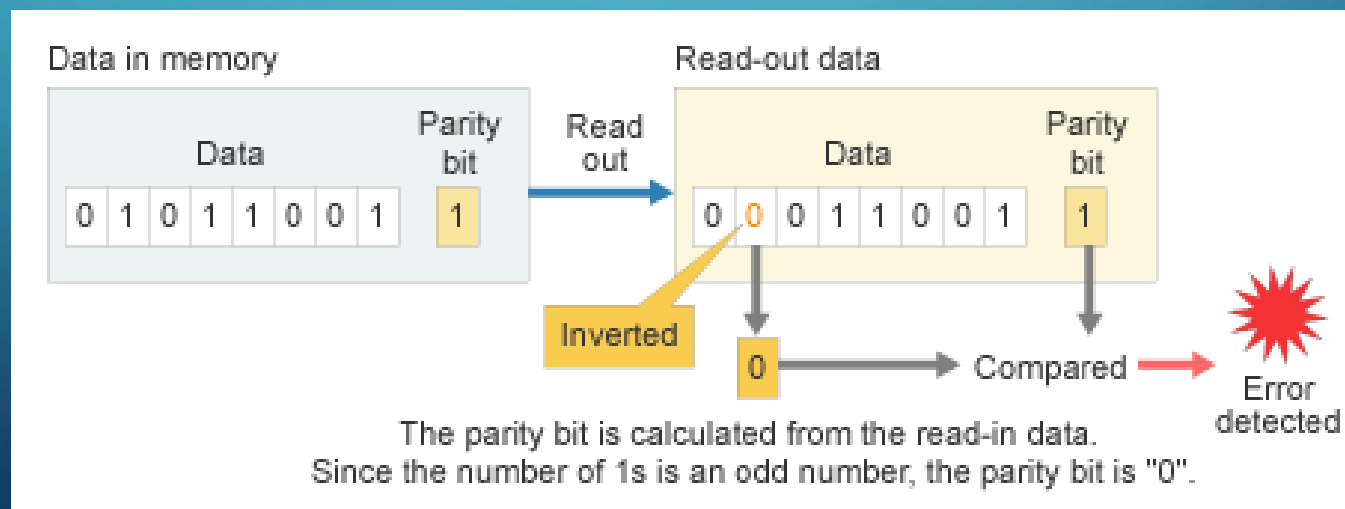 Data in memory
Read-out data
Data
Parity
bit
0 1 0 1 1 0 0 1
1
Read
out
Data
Parity
bit
0 0 0 1 1 0 0 1
1
Inverted
0
Compared
Error
detected
The parity bit is calculated from the read-in data.
Since the number of 1s is an odd number, the parity bit is "0".